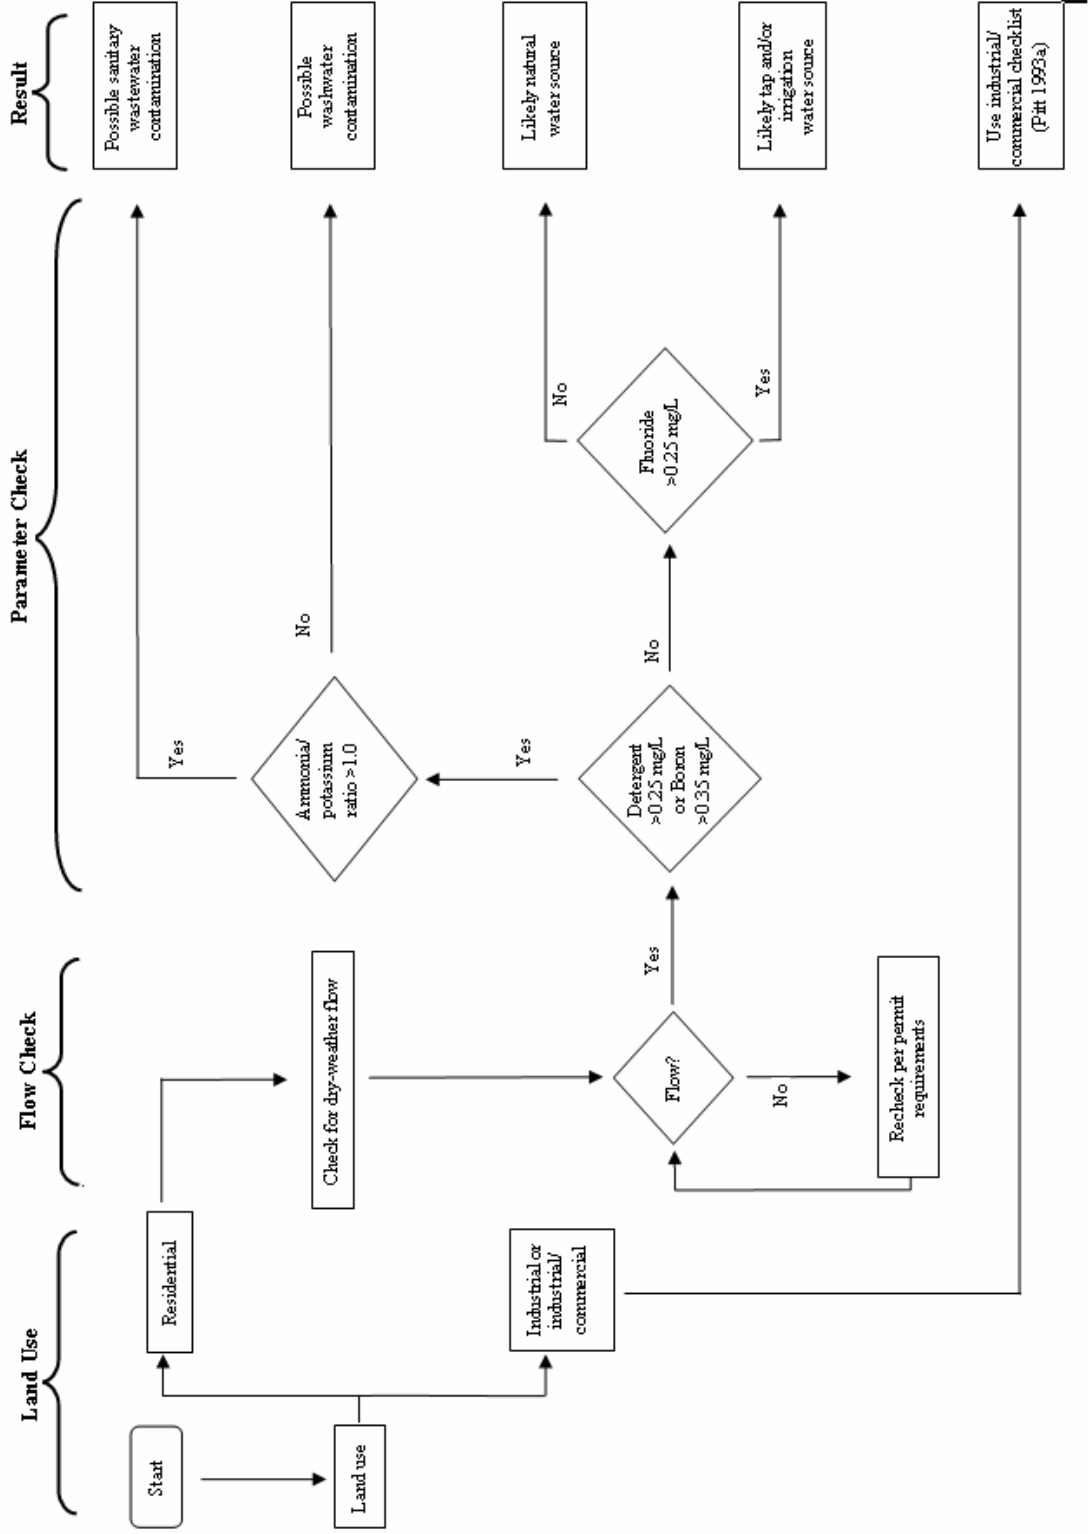 Land Use
Flow Check
Parameter Check
Result
Start
Land use
Residential
Industrial or
industrial/
commercial
Check for dry-weather flow
Flow?
Yes
No
Recheck per permit
requirements
Detergent
>0.25 mg/L
or Boron
>0.35 mg/L
Yes
No
Ammonia/
potassium
ratio >1.0
Yes
No
Fluoride
>0.25 mg/L
No
Yes
Possible sanitary
wastewater
contamination
Possible
washwater
contamination
Likely natural
water source
Likely tap and/or
irrigation
water source
Use industrial/
commercial checklist
(Pitt 1993a)